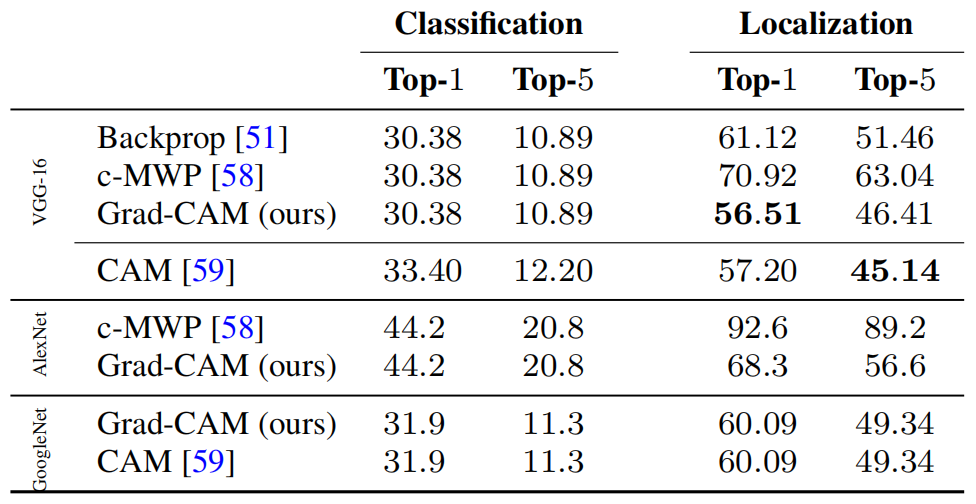 Classification Localization
Top-1 Top-5 Top-1 Top-5
VGG-16
Backprop [51] 30.38 10.89 61.12 51.46
c-MWP [58] 30.38 10.89 70.92 63.04
Grad-CAM (ours) 30.38 10.89 56.51 46.41
CAM [59] 33.40 12.20 57.20 45.14
AlexNet
c-MWP [58] 44.2 20.8 92.6 89.2
Grad-CAM (ours) 44.2 20.8 68.3 56.6
GoogleNet
Grad-CAM (ours) 31.9 11.3 60.09 49.34
CAM [59] 31.9 11.3 60.09 49.34